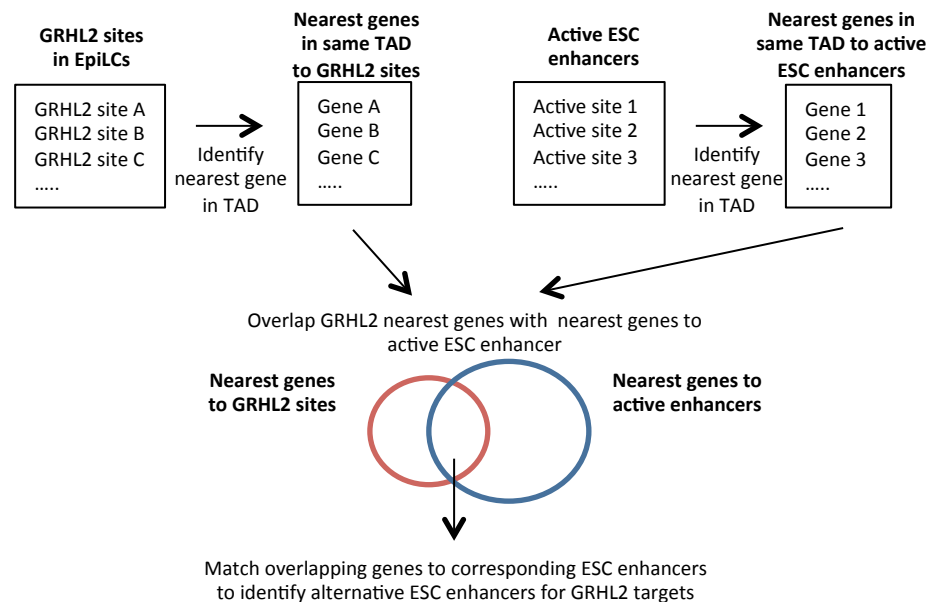 GRHL2 sites
in EpiLCs
GRHL2 site A
GRHL2 site B
GRHL2 site C
.....
Identify
nearest gene
in TAD
Nearest genes
in same TAD
to GRHL2 sites
Gene A
Gene B
Gene C
.....
Active ESC
enhancers
Active site 1
Active site 2
Active site 3
.....
Identify
nearest gene
in TAD
Nearest genes in
same TAD to active
ESC enhancers
Gene 1
Gene 2
Gene 3
.....
Overlap GRHL2 nearest genes with nearest genes to
active ESC enhancer
Nearest genes
to GRHL2 sites
Nearest genes to
active enhancers
Match overlapping genes to corresponding ESC enhancers
to identify alternative ESC enhancers for GRHL2 targets